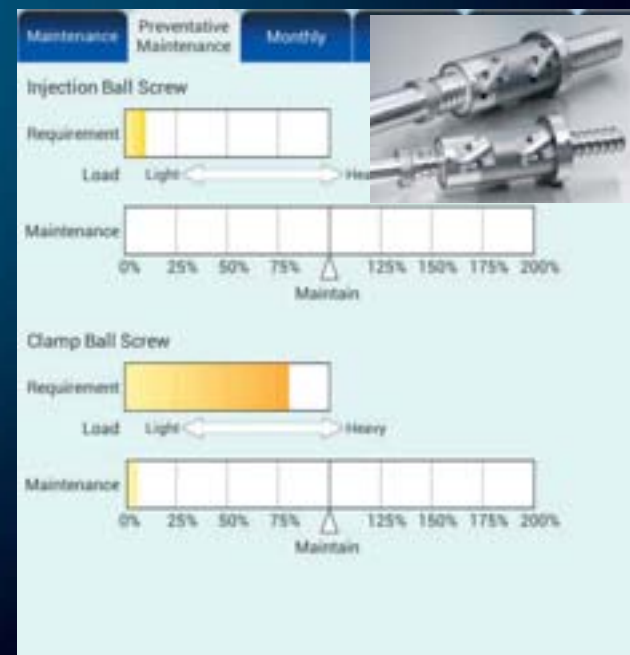 Maintenance
Preventative
Maintenance
Monthly
Injection Ball Screw
Requirement
Load Light
Maintenance
0% 25% 50% 75% 125% 150% 175% 200%
Maintain
Clamp Ball Screw
Requirement
Load Light Heavy
Maintenance
0% 25% 50% 75% 125% 150% 175% 200%
Maintain